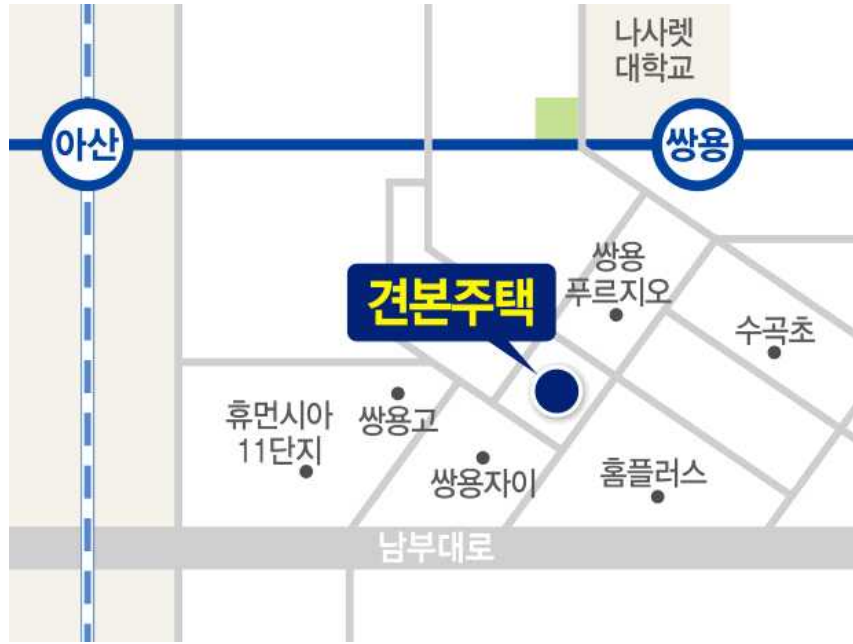 나사렛
대학교
아산
쌍용
쌍용
푸르지오
견본주택
수곡초
휴먼시아
11단지
쌍용고
쌍용자이
홈플러스
남부대로